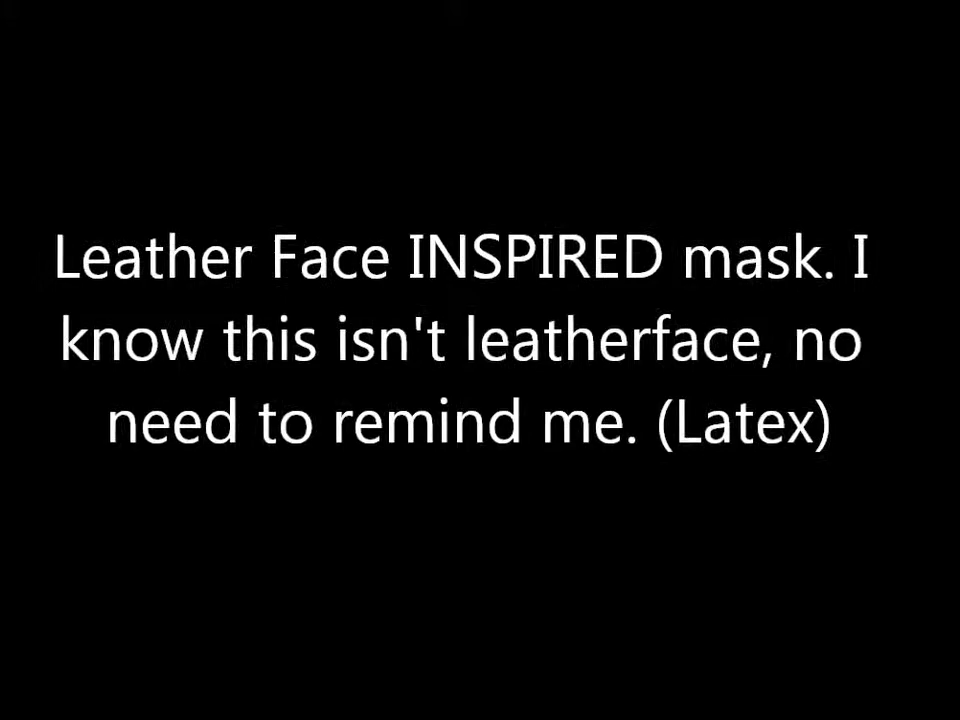 Leather Face INSPIRED mask. I
know this isn't leatherface, no
need to remind me. (Latex)